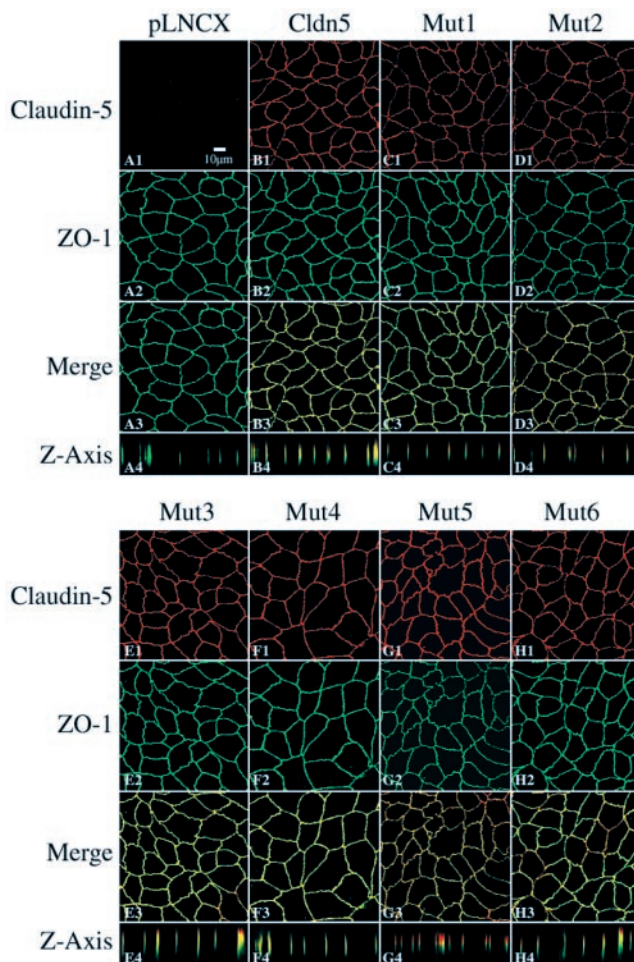 pLNCX Cldn5 Mut1 Mut2
Claudin-5
10µm
A1 B1 C1 D1
ZO-1
A2 B2 C2 D2
Merge
A3 B3 C3 D3
Z-Axis
A4 B4 C4 D4
Mut3 Mut4 Mut5 Mut6
Claudin-5
E1 F1 G1 H1
ZO-1
E2 F2 G2 H2
Merge
E3 F3 G3 H3
Z-Axis
E4 F4 G4 H4